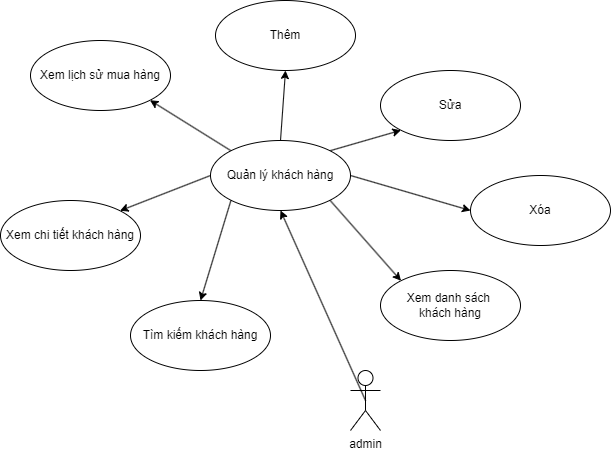 Thêm
Xem lịch sử mua hàng
Sửa
Quản lý khách hàng
Xóa
Xem chi tiết khách hàng
Xem danh sách
khách hàng
Tìm kiếm khách hàng
admin